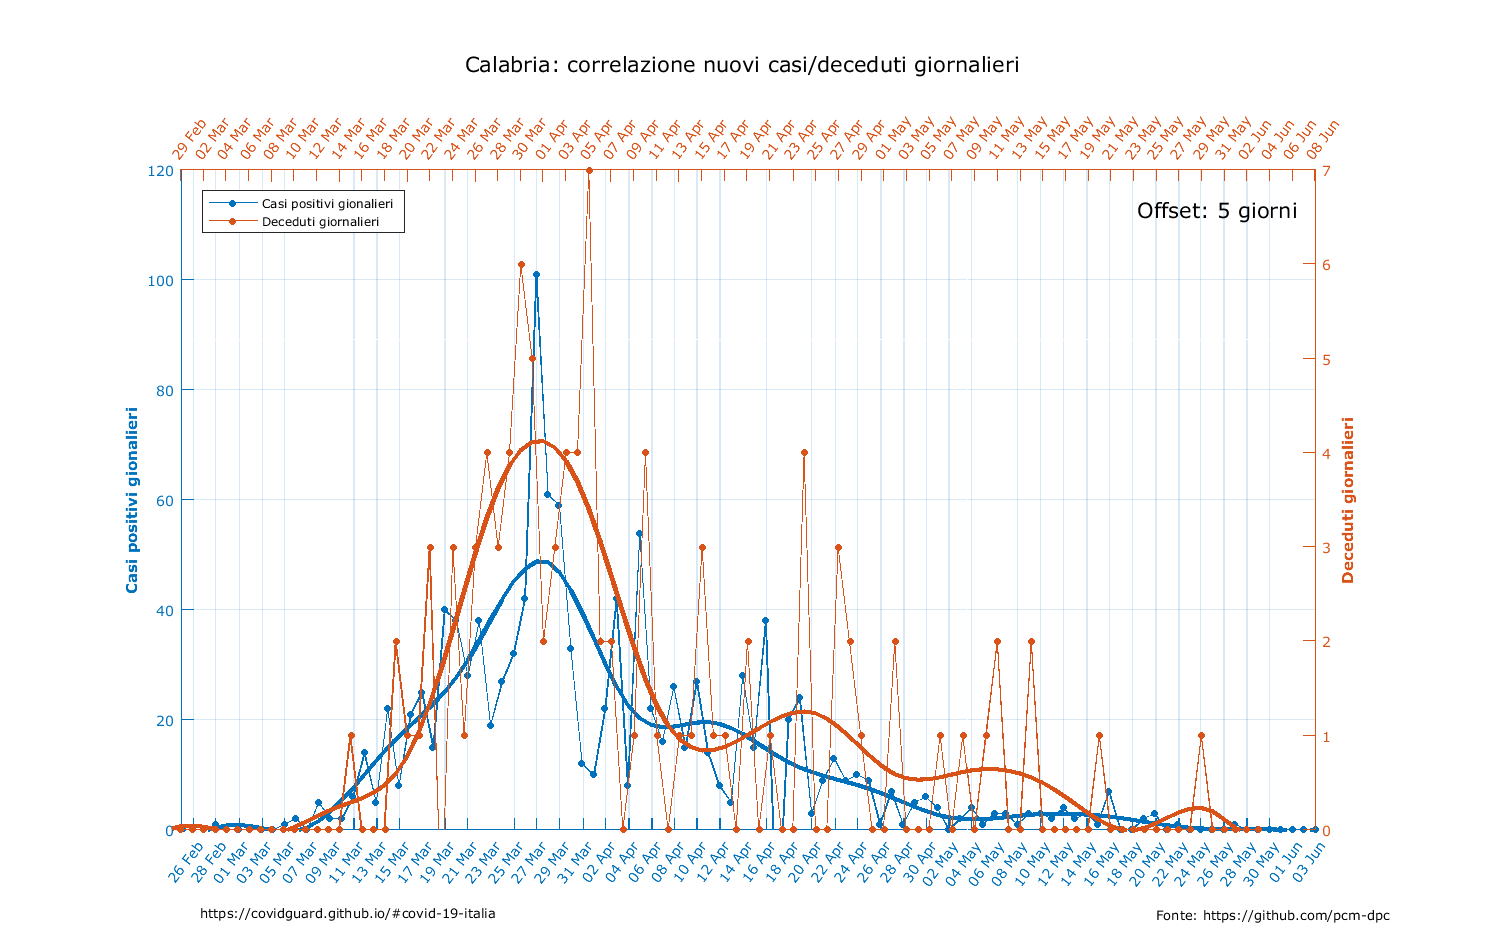 Calabria: correlazione nuovi casi/deceduti giornalieri
29 Feb 02 Mar 04 Mar 06 Mar 08 Mar 10 Mar 12 Mar 14 Mar 16 Mar 18 Mar 20 Mar 22 Mar 24 Mar 26 Mar 28 Mar 30 Mar 01 Apr 03 Apr 05 Apr 07 Apr 09 Apr 11 Apr 13 Apr 15 Apr 17 Apr 19 Apr 21 Apr 23 Apr 25 Apr 27 Apr 29 Apr 01 May 03 May 05 May 07 May 09 May 11 May 13 May 15 May 17 May 19 May 21 May 23 May 25 May 27 May 29 May 31 May 02 Jun 04 Jun 06 Jun 08 Jun
120
100
80
60
40
20
0
Casi positivi gionalieri
Casi positivi gionalieri
Deceduti giornalieri
Offset: 5 giorni
7
6
5
4
3
2
1
0
Deceduti giornalieri
26 Feb 28 Feb 01 Mar 03 Mar 05 Mar 07 Mar 09 Mar 11 Mar 13 Mar 15 Mar 17 Mar 19 Mar 21 Mar 23 Mar 25 Mar 27 Mar 29 Mar 31 Mar 02 Apr 04 Apr 06 Apr 08 Apr 10 Apr 12 Apr 14 Apr 16 Apr 18 Apr 20 Apr 22 Apr 24 Apr 26 Apr 28 Apr 30 Apr 02 May 04 May 06 May 08 May 10 May 12 May 14 May 16 May 18 May 20 May 22 May 24 May 26 May 28 May 30 May 01 Jun 03 Jun
https://covidguard.github.io/#covid-19-italia
Fonte: https://github.com/pcm-dpc